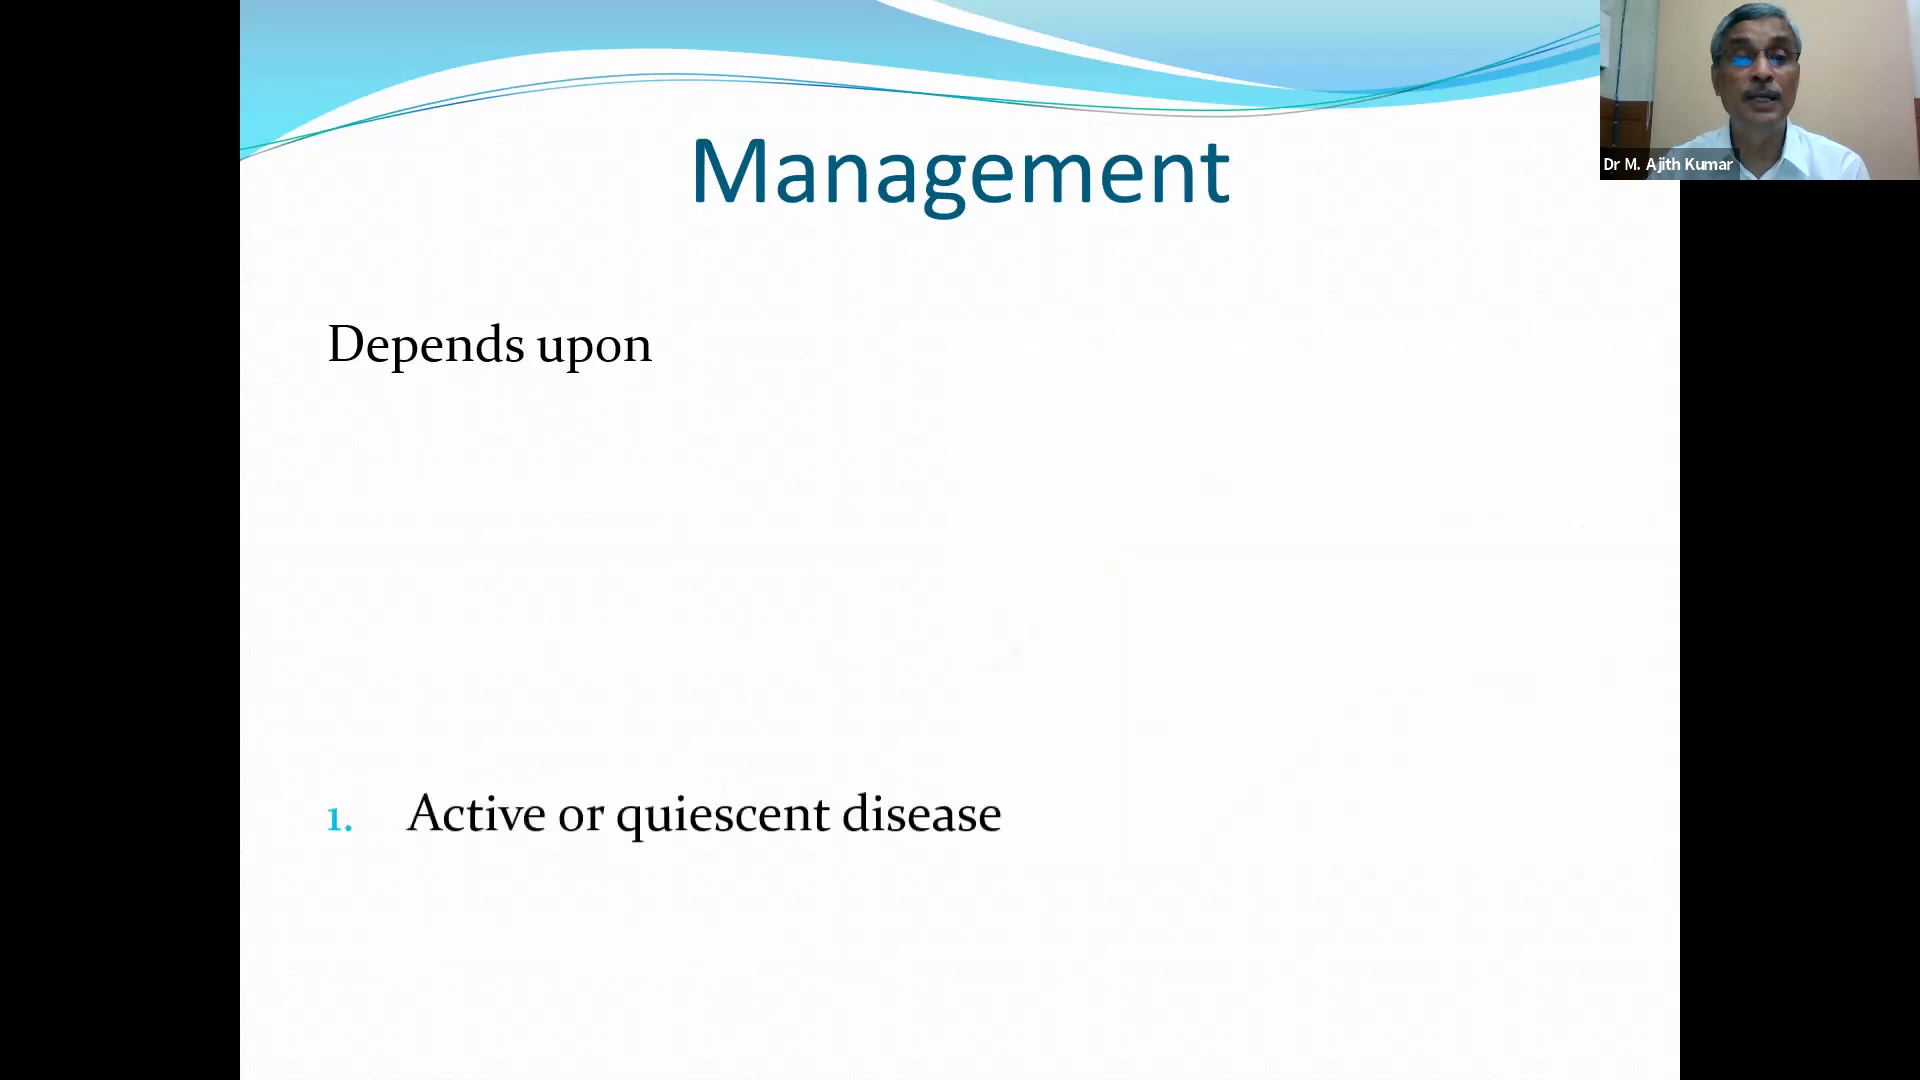 Management
Dr M. Ajith Kumar
Depends upon
1. Active or quiescent disease